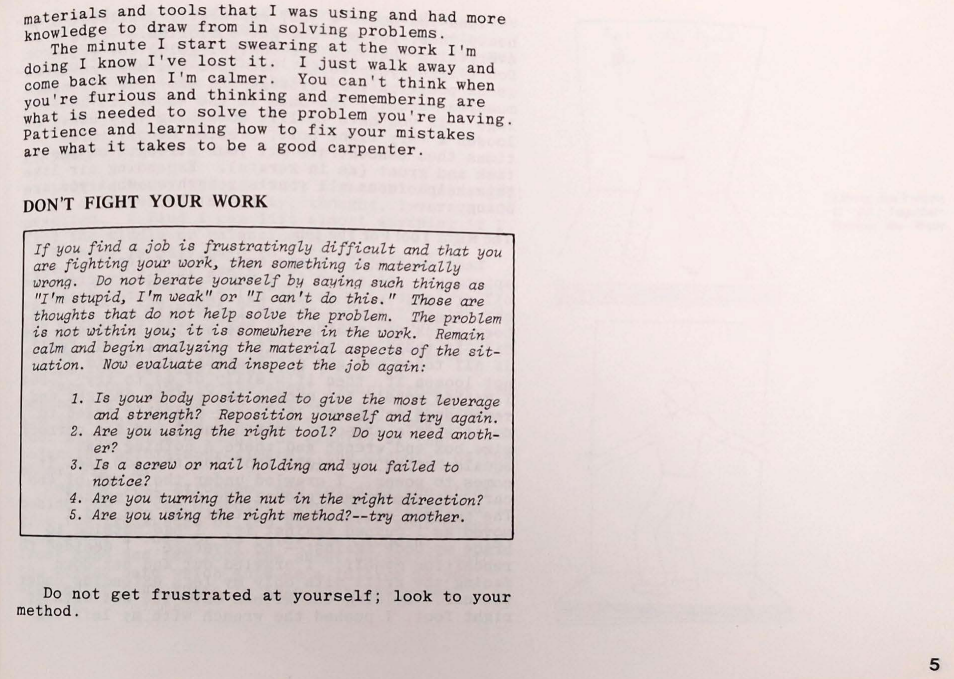 materials and tools that I was using and had more
knowledge to draw from in solving problems.
The minute I start swearing at the work I'm
doing I know I've lost it. I just walk away and
come back when I'm calmer. You can't think when
you're furious and thinking and remembering are
what is needed to solve the problem you're having.
Patience and learning how to fix your mistakes
are what it takes to be a good carpenter.
DON'T FIGHT YOUR WORK
If you find a job is frustratingly difficult and that you
are fighting your work, then something is materially
wrong. Do not berate yourself by saying such things as
"I'm stupid, I'm weak" or "I can't do this." Those are
thoughts that do not help solve the problem. The problem
is not within you; it is somewhere in the work. Remain
calm and begin analyzing the material aspects of the sit-
uation. Now evaluate and inspect the job again:
1. Is your body positioned to give the most leverage
and strength? Reposition yourself and try again.
2. Are you using the right tool? Do you need anoth-
er?
3. Is a screw or nail holding and you failed to
notice?
4. Are you turning the nut in the right direction?
5. Are you using the right method?--try another.
Do not get frustrated at yourself; look to your
method.
5